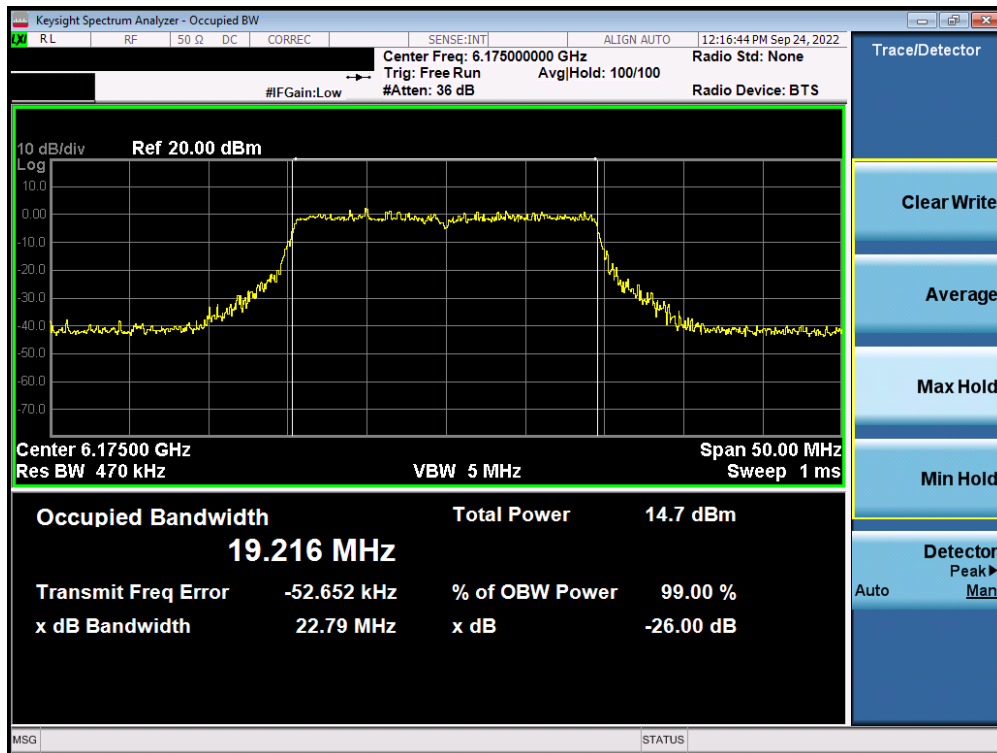 Keysight Spectrum Analyzer - Occupied BW
LXI RL RF 50 Ω DC CORREC SENSE:INT ALIGN AUTO 12:16:44 PM Sep 24, 2022
Center Freq: 6.175000000 GHz Radio Std: None
Trig: Free Run Avg|Hold: 100/100
#IFGain:Low #Atten: 36 dB Radio Device: BTS
10 dB/div Ref 20.00 dBm
Log
10.0
0.00
-10.0
-20.0
-30.0
-40.0
-50.0
-60.0
-70.0
Center 6.17500 GHz Span 50.00 MHz
Res BW 470 kHz VBW 5 MHz Sweep 1 ms
Occupied Bandwidth Total Power 14.7 dBm
19.216 MHz
Transmit Freq Error -52.652 kHz % of OBW Power 99.00 %
x dB Bandwidth 22.79 MHz x dB -26.00 dB
MSG STATUS
Trace/Detector
Clear Write
Average
Max Hold
Min Hold
Detector
Peak
Auto Man